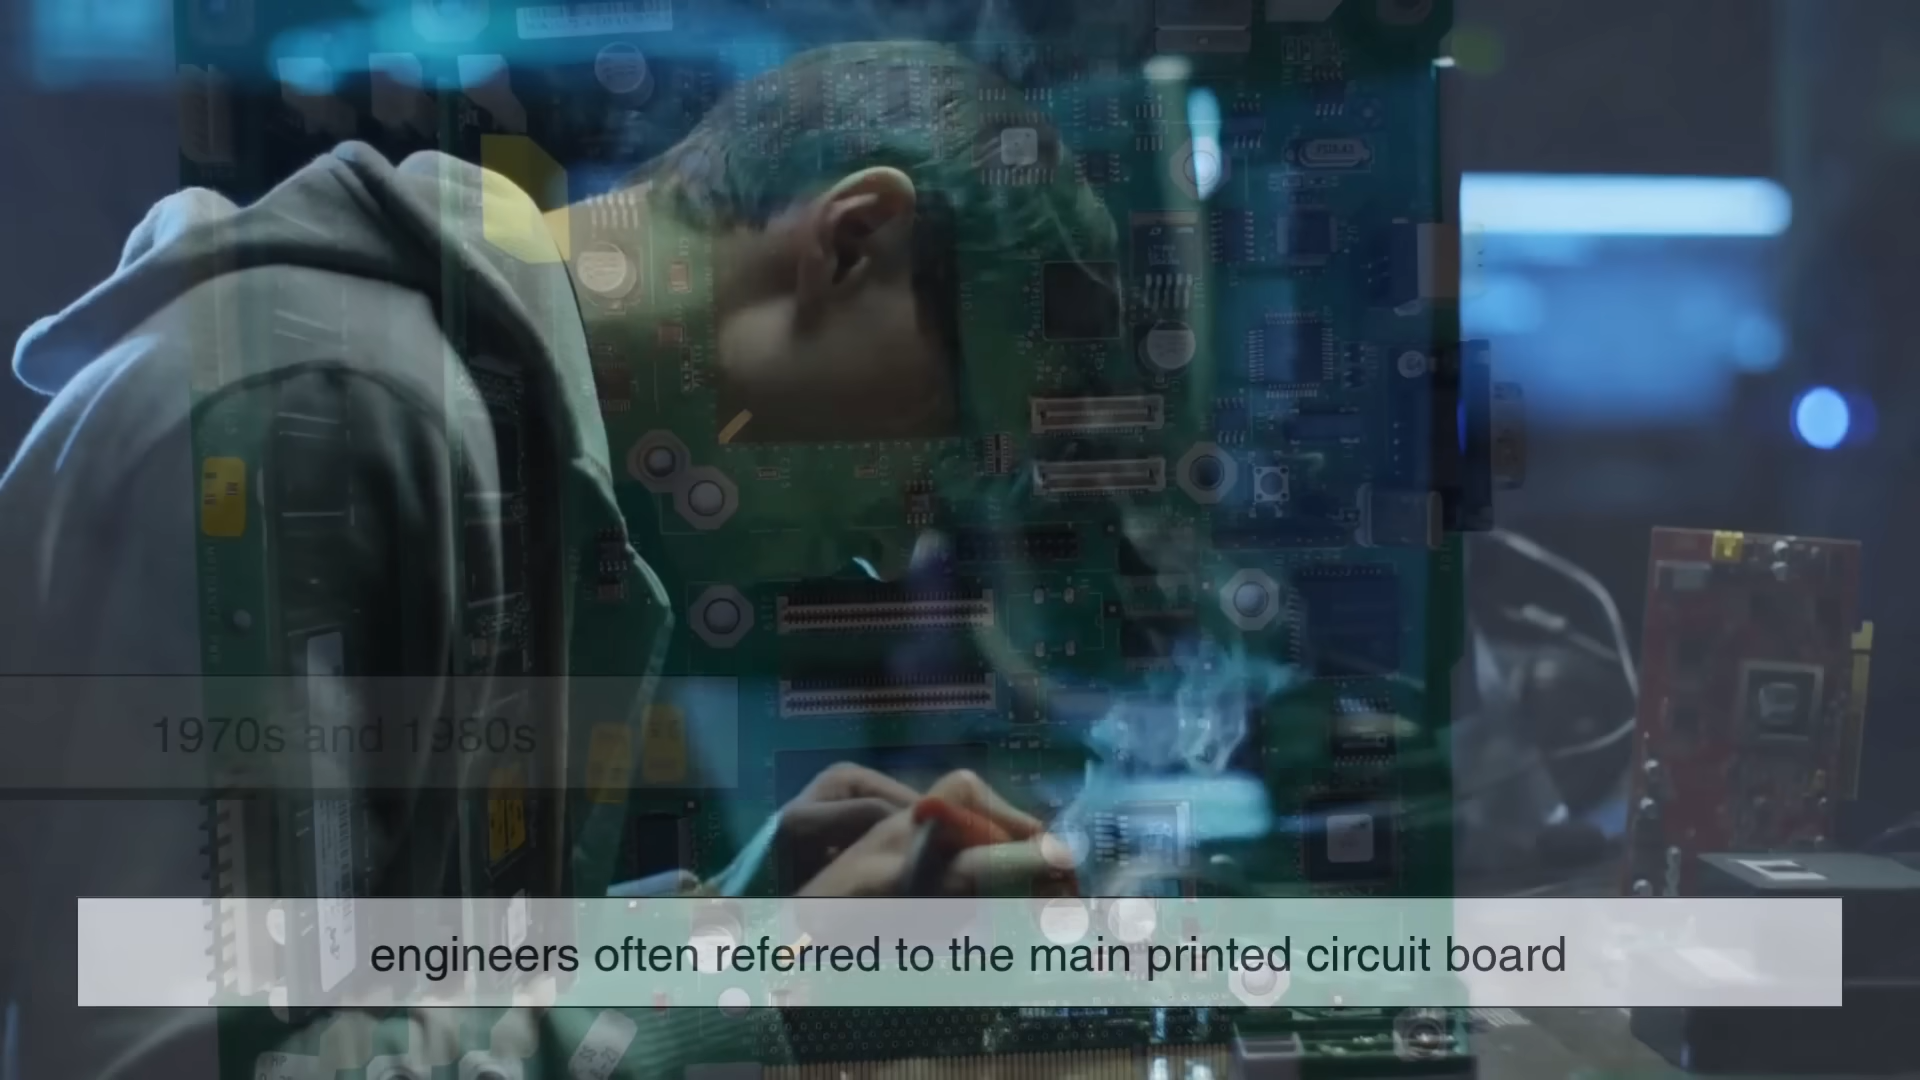 1970s and 1980s
engineers often referred to the main printed circuit board